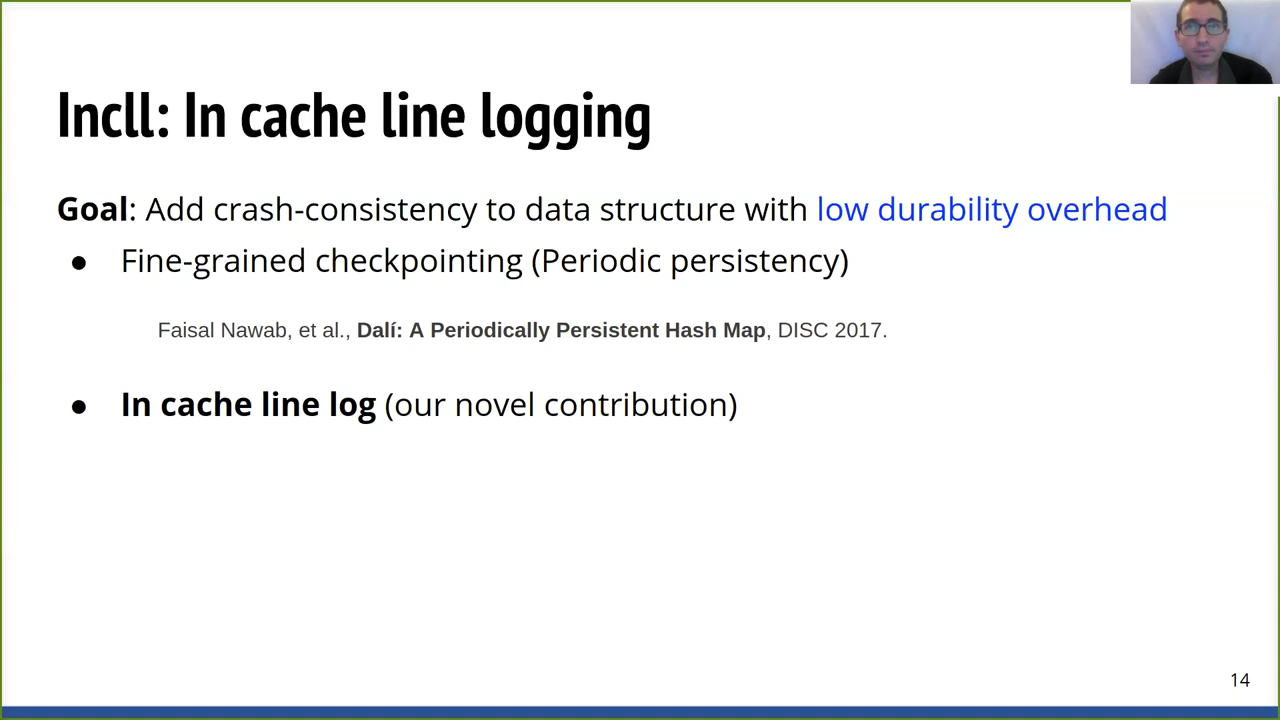 Incll: In cache line logging
Goal: Add crash-consistency to data structure with low durability overhead
● Fine-grained checkpointing (Periodic persistency)
Faisal Nawab, et al., Dalí: A Periodically Persistent Hash Map, DISC 2017.
● In cache line log (our novel contribution)
14